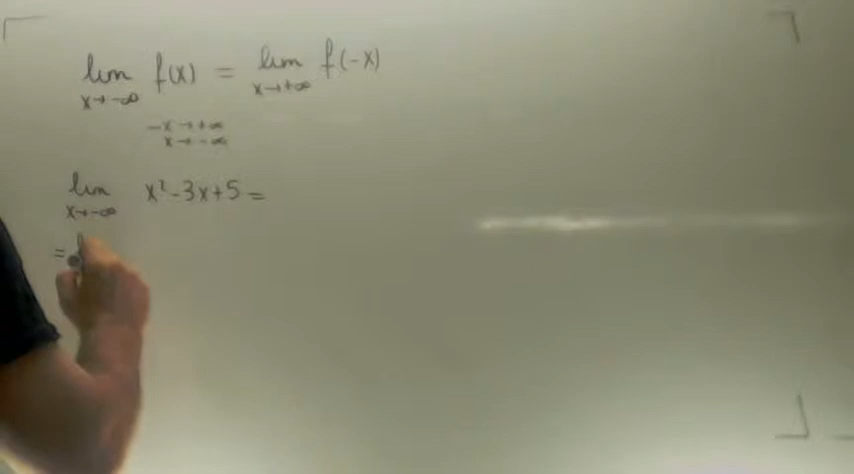 lim x→-∞ f(x) = lim x→+∞ f(-x)
-x→+∞
x→-∞
lim x→-∞ x²-3x+5 =
=